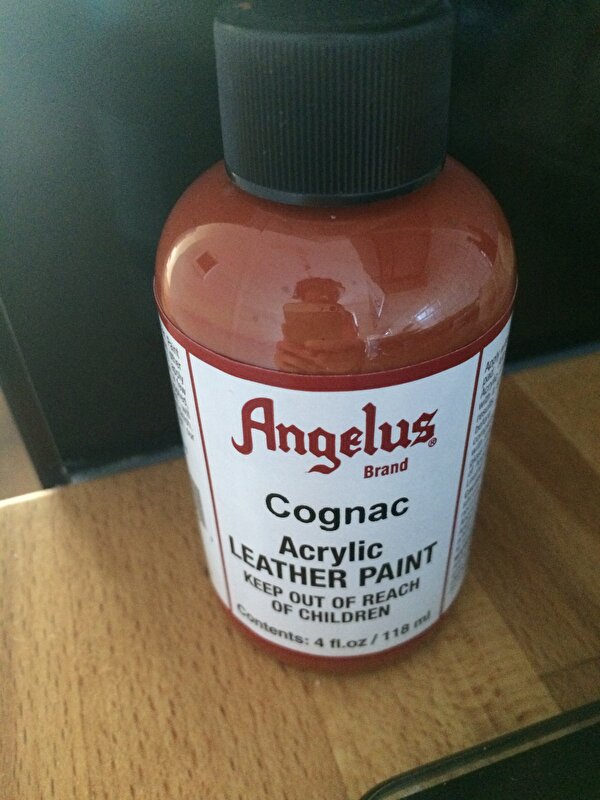 Angelus®
Brand
Cognac
Acrylic
LEATHER PAINT
KEEP OUT OF REACH
OF CHILDREN
Contents: 4 fl.oz / 118 ml